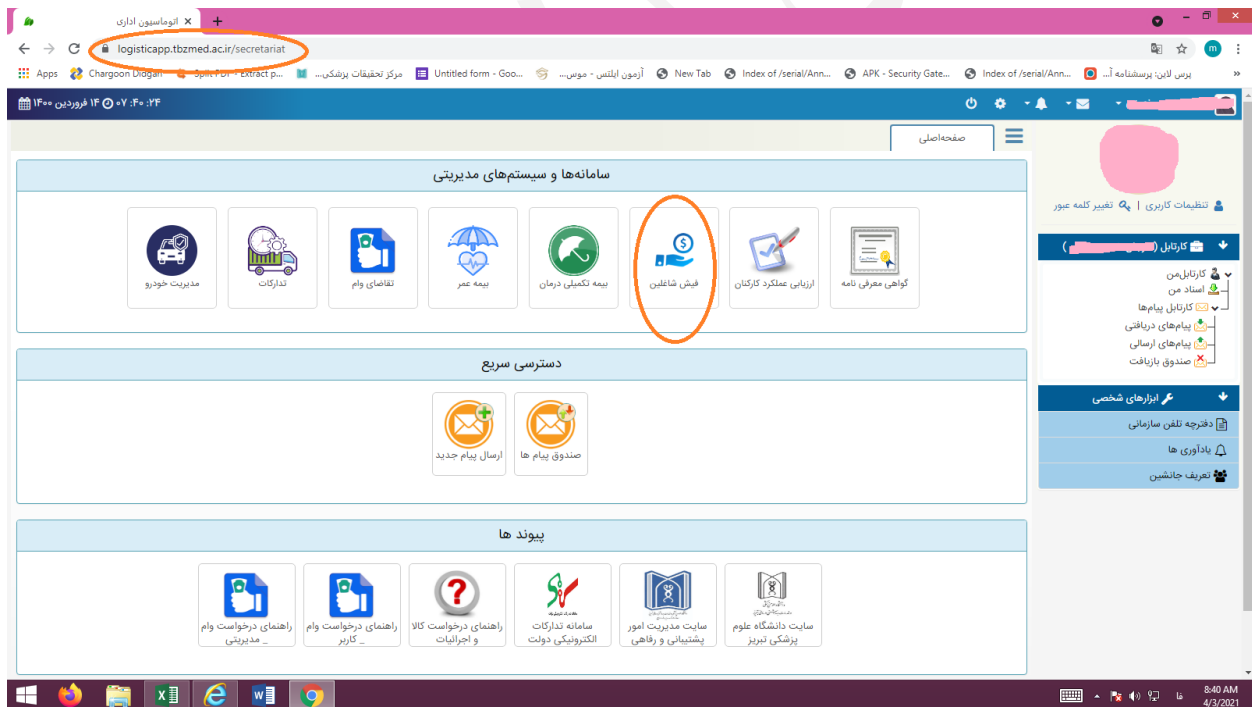 اتوماسیون اداری
logisticapp.tbzmed.ac.ir/secretariat
m
Apps
Chargoon Didgah
Split PDF - Extract p...
مرکز تحقیقات پزشکی...
Untitled form - Goo...
آزمون آیلتس - موس...
New Tab
Index of /serial/Ann...
APK - Security Gate...
Index of /serial/Ann...
پرس لاین: پرسشنامه آ...
»
۱۴ فروردین ۱۴۰۰ ۰۷ :۴۰ :۲۴
صفحه‌اصلی
تنظیمات کاربری | تغییر کلمه عبور
کارتابل ( )
کارتابل‌من
اسناد من
کارتابل پیام‌ها
پیام‌های دریافتی
پیام‌های ارسالی
صندوق بازیافت
ابزارهای شخصی
دفترچه تلفن سازمانی
یادآوری ها
تعریف جانشین
سامانه‌ها و سیستم‌های مدیریتی
گواهی معرفی نامه
ارزیابی عملکرد کارکنان
فیش شاغلین
بیمه تکمیلی درمان
بیمه عمر
تقاضای وام
تدارکات
مدیریت خودرو
دسترسی سریع
صندوق پیام ها
ارسال پیام جدید
پیوند ها
سایت دانشگاه علوم
پزشکی تبریز
سایت مدیریت امور
پشتیبانی و رفاهی
سامانه تدارکات
الکترونیکی دولت
راهنمای درخواست کالا
و اجرائیات
راهنمای درخواست وام
_ کاربر
راهنمای درخواست وام
_ مدیریتی
فا
8:40 AM
4/3/2021